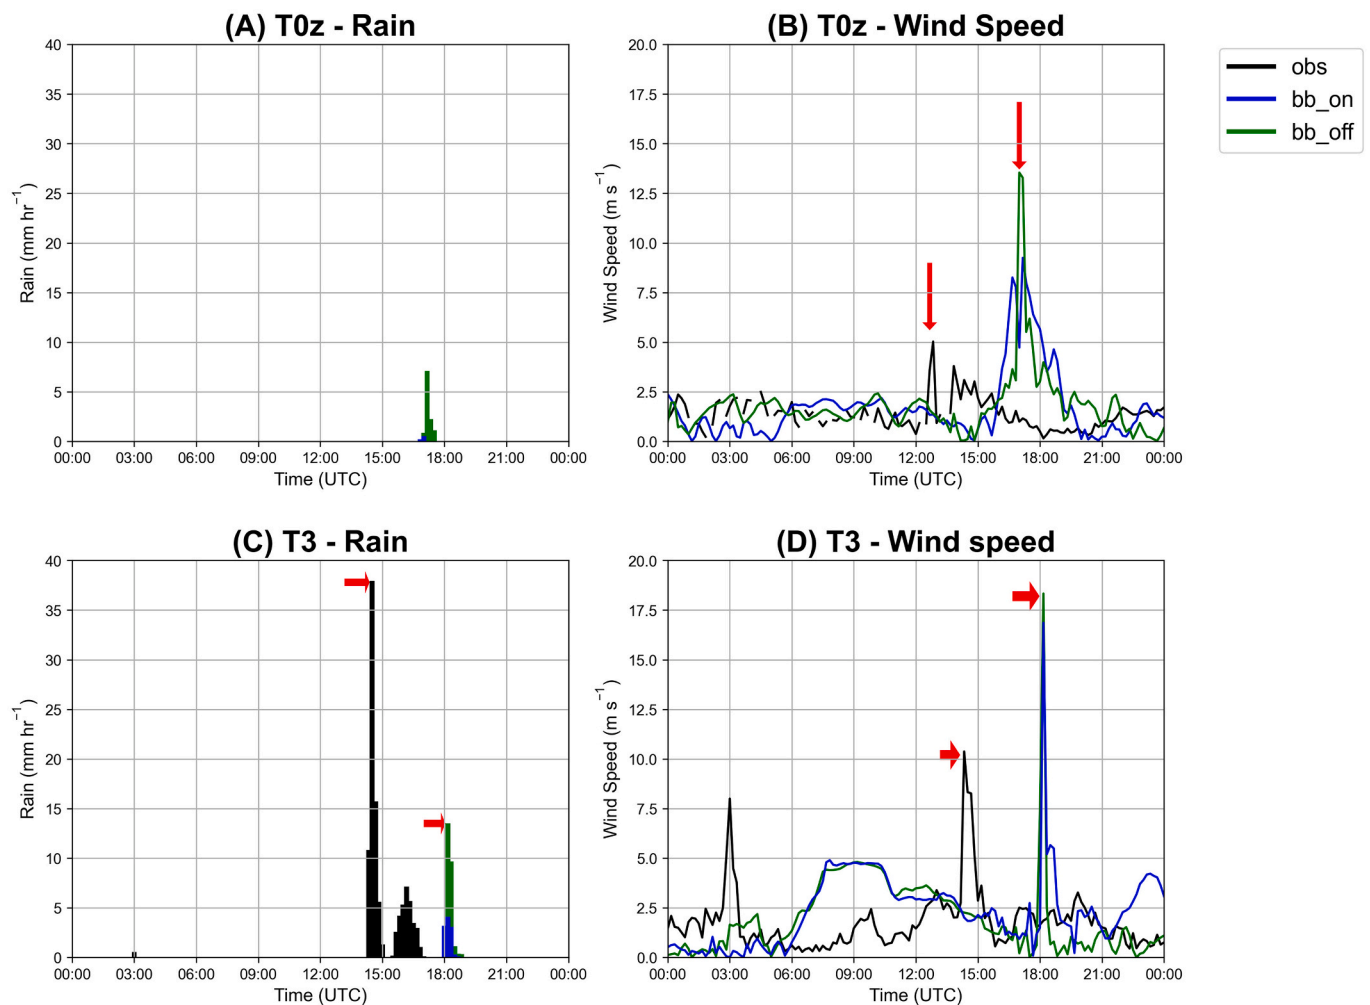 (A) T0z - Rain
40
35
30
25
20
15
10
5
0
Rain (mm hr⁻¹)
00:00 03:00 06:00 09:00 12:00 15:00 18:00 21:00 00:00
Time (UTC)
(B) T0z - Wind Speed
20.0
17.5
15.0
12.5
10.0
7.5
5.0
2.5
0.0
Wind Speed (m s⁻¹)
00:00 03:00 06:00 09:00 12:00 15:00 18:00 21:00 00:00
Time (UTC)
obs
bb_on
bb_off
(C) T3 - Rain
40
35
30
25
20
15
10
5
0
Rain (mm hr⁻¹)
00:00 03:00 06:00 09:00 12:00 15:00 18:00 21:00 00:00
Time (UTC)
(D) T3 - Wind speed
20.0
17.5
15.0
12.5
10.0
7.5
5.0
2.5
0.0
Wind Speed (m s⁻¹)
00:00 03:00 06:00 09:00 12:00 15:00 18:00 21:00 00:00
Time (UTC)